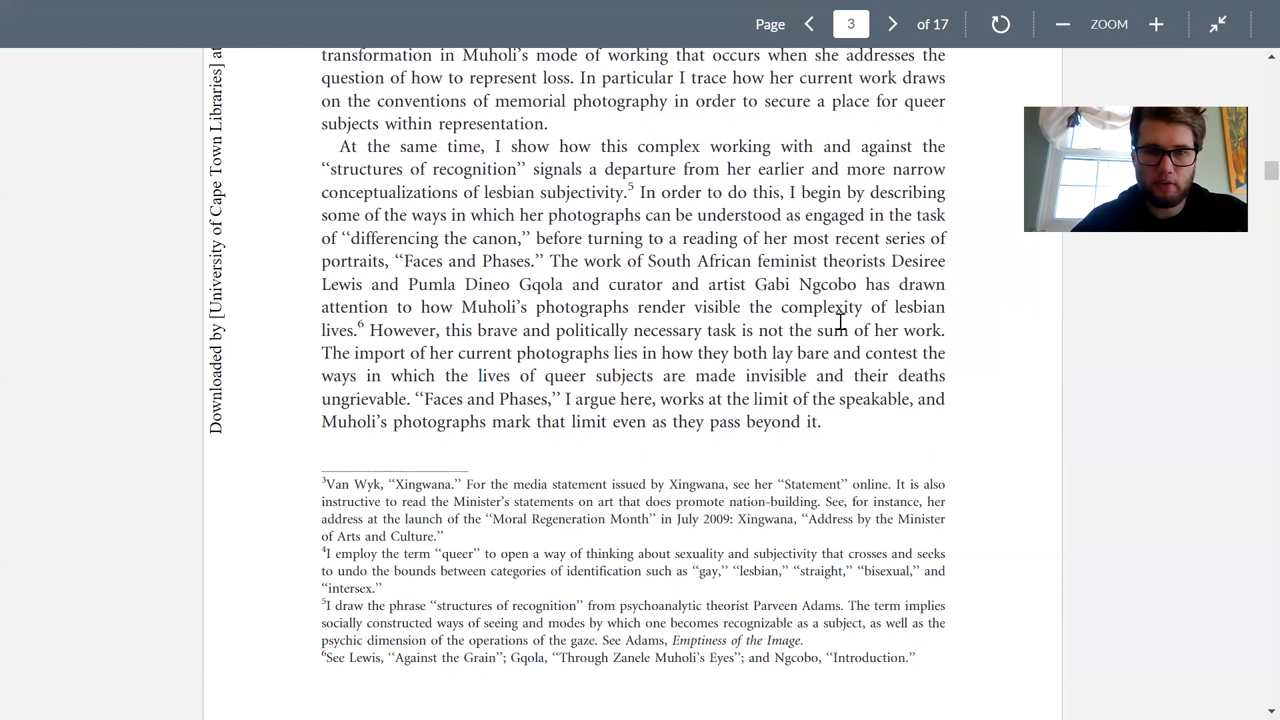 Page 3 of 17 ZOOM
Downloaded by [University of Cape Town Libraries] at
transformation in Muholi's mode of working that occurs when she addresses the
question of how to represent loss. In particular I trace how her current work draws
on the conventions of memorial photography in order to secure a place for queer
subjects within representation.
At the same time, I show how this complex working with and against the
‘‘structures of recognition’’ signals a departure from her earlier and more narrow
conceptualizations of lesbian subjectivity.5 In order to do this, I begin by describing
some of the ways in which her photographs can be understood as engaged in the task
of ‘‘differencing the canon,’’ before turning to a reading of her most recent series of
portraits, ‘‘Faces and Phases.’’ The work of South African feminist theorists Desiree
Lewis and Pumla Dineo Gqola and curator and artist Gabi Ngcobo has drawn
attention to how Muholi's photographs render visible the complexity of lesbian
lives.6 However, this brave and politically necessary task is not the sum of her work.
The import of her current photographs lies in how they both lay bare and contest the
ways in which the lives of queer subjects are made invisible and their deaths
ungrievable. ‘‘Faces and Phases,’’ I argue here, works at the limit of the speakable, and
Muholi's photographs mark that limit even as they pass beyond it.
3Van Wyk, ‘‘Xingwana.’’ For the media statement issued by Xingwana, see her ‘‘Statement’’ online. It is also
instructive to read the Minister's statements on art that does promote nation-building. See, for instance, her
address at the launch of the ‘‘Moral Regeneration Month’’ in July 2009: Xingwana, ‘‘Address by the Minister
of Arts and Culture.’’
4I employ the term ‘‘queer’’ to open a way of thinking about sexuality and subjectivity that crosses and seeks
to undo the bounds between categories of identification such as ‘‘gay,’’ ‘‘lesbian,’’ ‘‘straight,’’ ‘‘bisexual,’’ and
‘‘intersex.’’
5I draw the phrase ‘‘structures of recognition’’ from psychoanalytic theorist Parveen Adams. The term implies
socially constructed ways of seeing and modes by which one becomes recognizable as a subject, as well as the
psychic dimension of the operations of the gaze. See Adams, Emptiness of the Image.
6See Lewis, ‘‘Against the Grain’’; Gqola, ‘‘Through Zanele Muholi's Eyes’’; and Ngcobo, ‘‘Introduction.’’